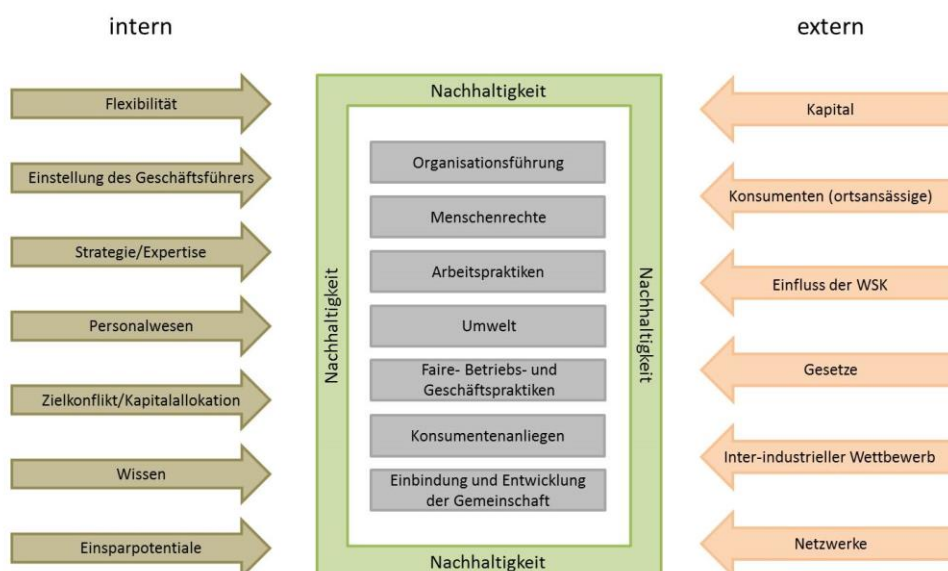 intern
extern
Flexibilität
Einstellung des Geschäftsführers
Strategie/Expertise
Personalwesen
Zielkonflikt/Kapitalallokation
Wissen
Einsparpotentiale
Nachhaltigkeit
Nachhaltigkeit
Organisationsführung
Menschenrechte
Arbeitspraktiken
Umwelt
Faire- Betriebs- und
Geschäftspraktiken
Konsumentenanliegen
Einbindung und Entwicklung
der Gemeinschaft
Nachhaltigkeit
Nachhaltigkeit
Kapital
Konsumenten (ortsansässige)
Einfluss der WSK
Gesetze
Inter-industrieller Wettbewerb
Netzwerke